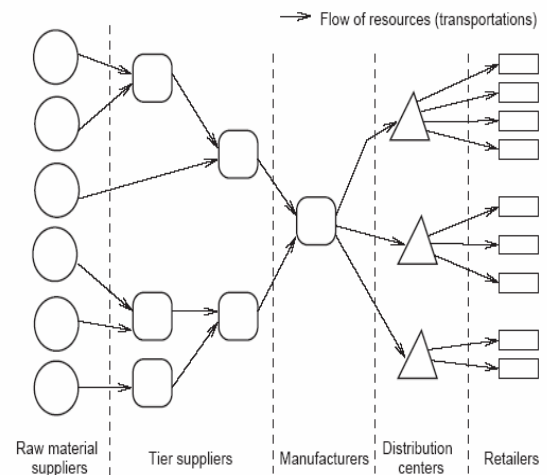 Flow of resources (transportations)
Raw material
suppliers
Tier suppliers
Manufacturers
Distribution
centers
Retailers